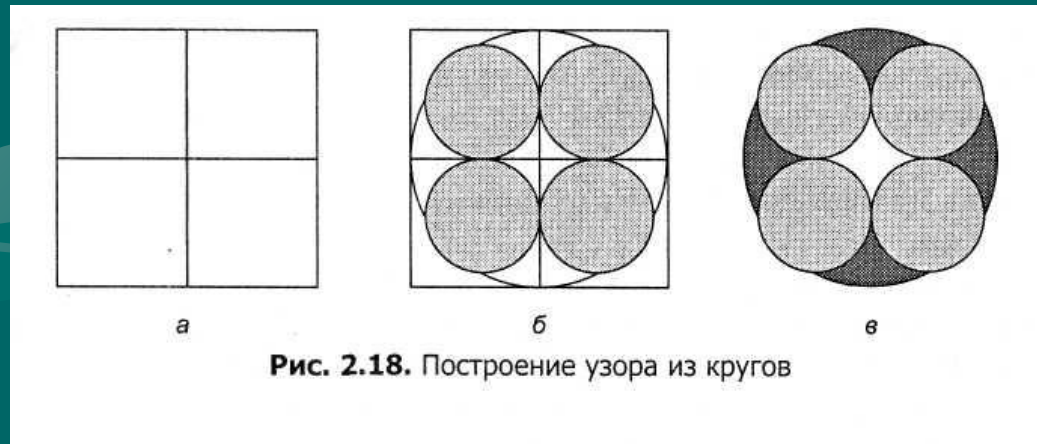 а б в
Рис. 2.18. Построение узора из кругов